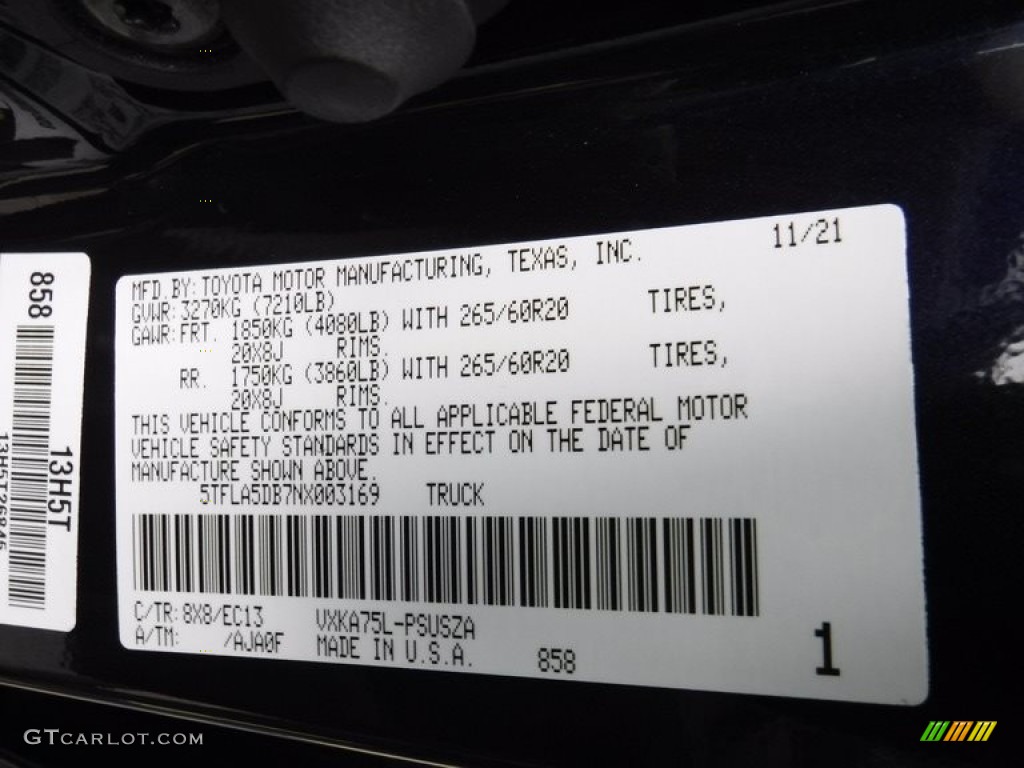 MFD.BY:TOYOTA MOTOR MANUFACTURING, TEXAS, INC. 11/21
GVWR:3270KG (7210LB)
GAWR:FRT. 1850KG (4080LB) WITH 265/60R20 TIRES,
20X8J RIMS.
RR. 1750KG (3860LB) WITH 265/60R20 TIRES,
20X8J RIMS.
THIS VEHICLE CONFORMS TO ALL APPLICABLE FEDERAL MOTOR
VEHICLE SAFETY STANDARDS IN EFFECT ON THE DATE OF
MANUFACTURE SHOWN ABOVE.
5TFLA5DB7NX003169 TRUCK
C/TR:8X8/EC13 VXKA75L-PSUSZA
A/TM: /AJA0F MADE IN U.S.A. 858
1
858
13H5T
13H5T26846
GTCARLOT.COM